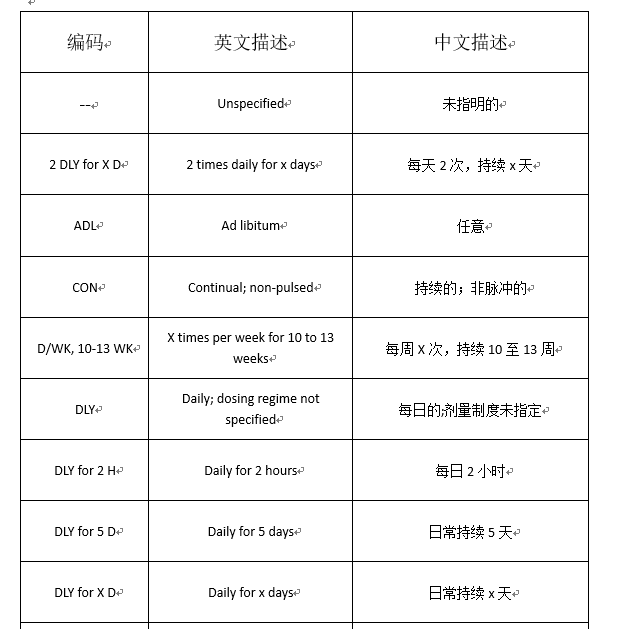 编码 英文描述 中文描述
-- Unspecified 未指明的
2 DLY for X D 2 times daily for x days 每天 2 次，持续 x 天
ADL Ad libitum 任意
CON Continual; non-pulsed 持续的；非脉冲的
D/WK, 10-13 WK X times per week for 10 to 13 weeks 每周 X 次，持续 10 至 13 周
DLY Daily; dosing regime not specified 每日的;剂量制度未指定
DLY for 2 H Daily for 2 hours 每日 2 小时
DLY for 5 D Daily for 5 days 日常持续 5 天
DLY for X D Daily for x days 日常持续 x 天